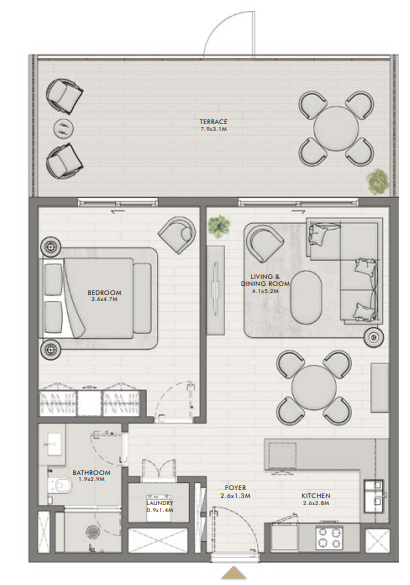 TERRACE
7.9x3.1M
BEDROOM
3.6x4.7M
LIVING &
DINING ROOM
4.1x5.2M
BATHROOM
1.9x2.9M
LAUNDRY
0.9x1.4M
FOYER
2.6x1.3M
KITCHEN
2.6x2.8M